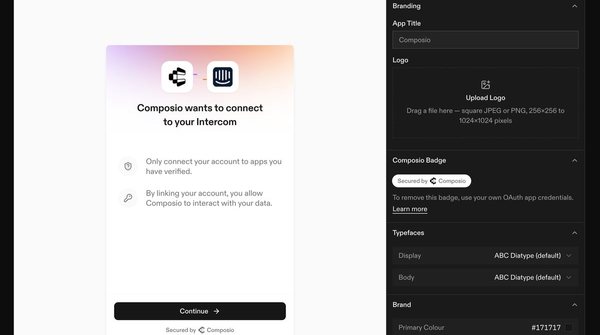 Composio wants to connect
to your Intercom
Only connect your account to apps you
have verified.
By linking your account, you allow
Composio to interact with your data.
Continue →
Secured by Composio
Branding
App Title
Composio
Logo
Upload Logo
Drag a file here — square JPEG or PNG, 256×256 to
1024×1024 pixels
Composio Badge
Secured by Composio
To remove this badge, use your own OAuth app credentials.
Learn more
Typefaces
Display ABC Diatype (default)
Body ABC Diatype (default)
Brand
Primary Colour #171717